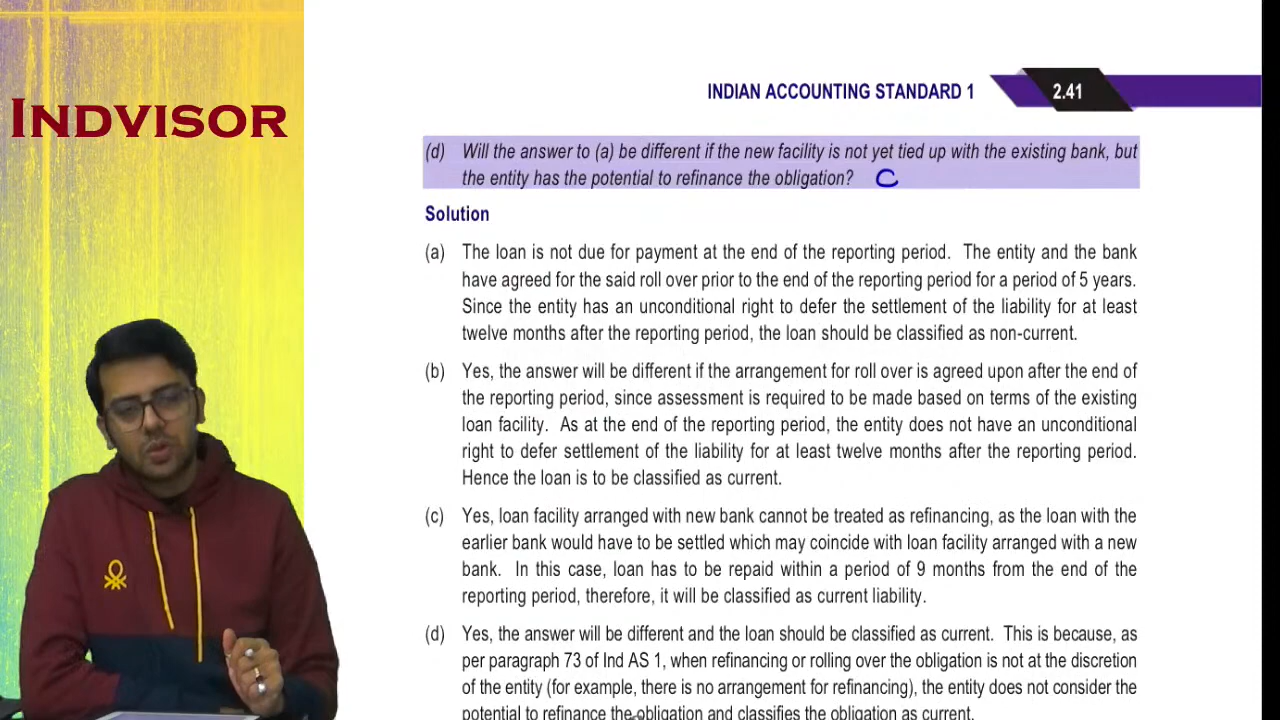 INDVISOR
INDIAN ACCOUNTING STANDARD 1 2.41
(d) Will the answer to (a) be different if the new facility is not yet tied up with the existing bank, but
the entity has the potential to refinance the obligation? C
Solution
(a) The loan is not due for payment at the end of the reporting period. The entity and the bank
have agreed for the said roll over prior to the end of the reporting period for a period of 5 years.
Since the entity has an unconditional right to defer the settlement of the liability for at least
twelve months after the reporting period, the loan should be classified as non-current.
(b) Yes, the answer will be different if the arrangement for roll over is agreed upon after the end of
the reporting period, since assessment is required to be made based on terms of the existing
loan facility. As at the end of the reporting period, the entity does not have an unconditional
right to defer settlement of the liability for at least twelve months after the reporting period.
Hence the loan is to be classified as current.
(c) Yes, loan facility arranged with new bank cannot be treated as refinancing, as the loan with the
earlier bank would have to be settled which may coincide with loan facility arranged with a new
bank. In this case, loan has to be repaid within a period of 9 months from the end of the
reporting period, therefore, it will be classified as current liability.
(d) Yes, the answer will be different and the loan should be classified as current. This is because, as
per paragraph 73 of Ind AS 1, when refinancing or rolling over the obligation is not at the discretion
of the entity (for example, there is no arrangement for refinancing), the entity does not consider the
potential to refinance the obligation and classifies the obligation as current.